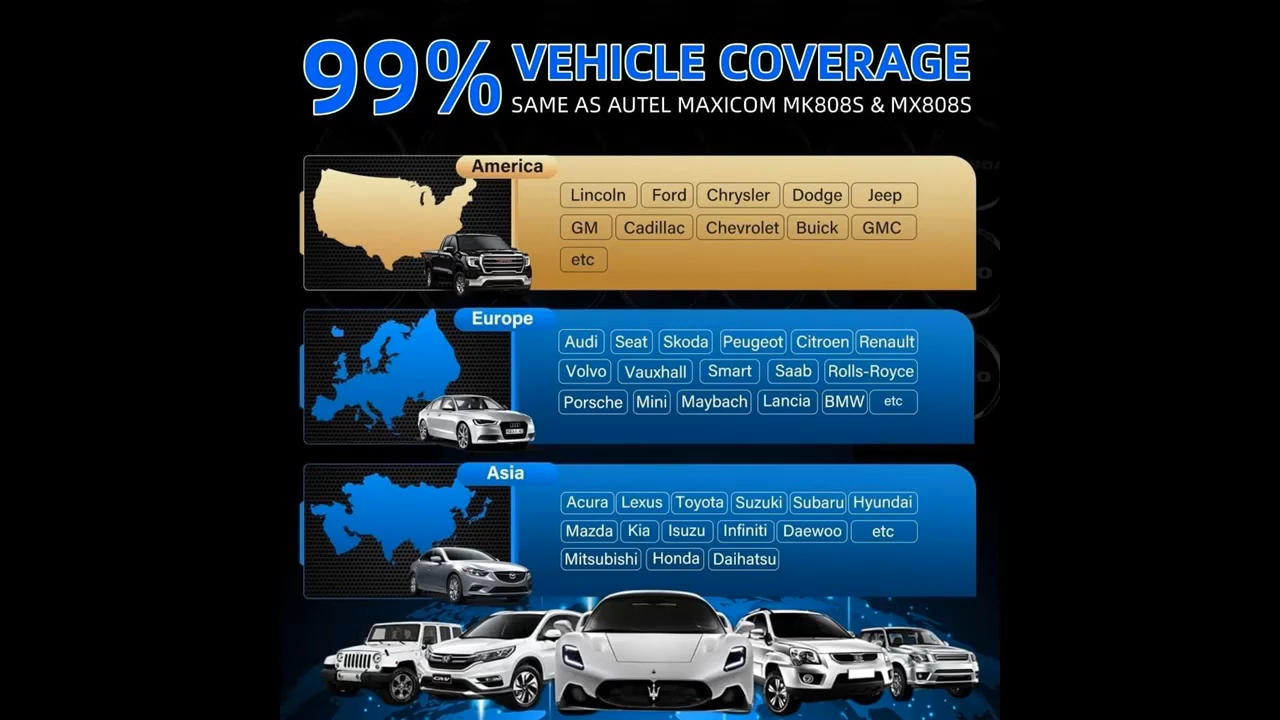 99% VEHICLE COVERAGE
SAME AS AUTEL MAXICOM MK808S & MX808S
America
Lincoln Ford Chrysler Dodge Jeep
GM Cadillac Chevrolet Buick GMC
etc
Europe
Audi Seat Skoda Peugeot Citroen Renault
Volvo Vauxhall Smart Saab Rolls-Royce
Porsche Mini Maybach Lancia BMW etc
Asia
Acura Lexus Toyota Suzuki Subaru Hyundai
Mazda Kia Isuzu Infiniti Daewoo etc
Mitsubishi Honda Daihatsu